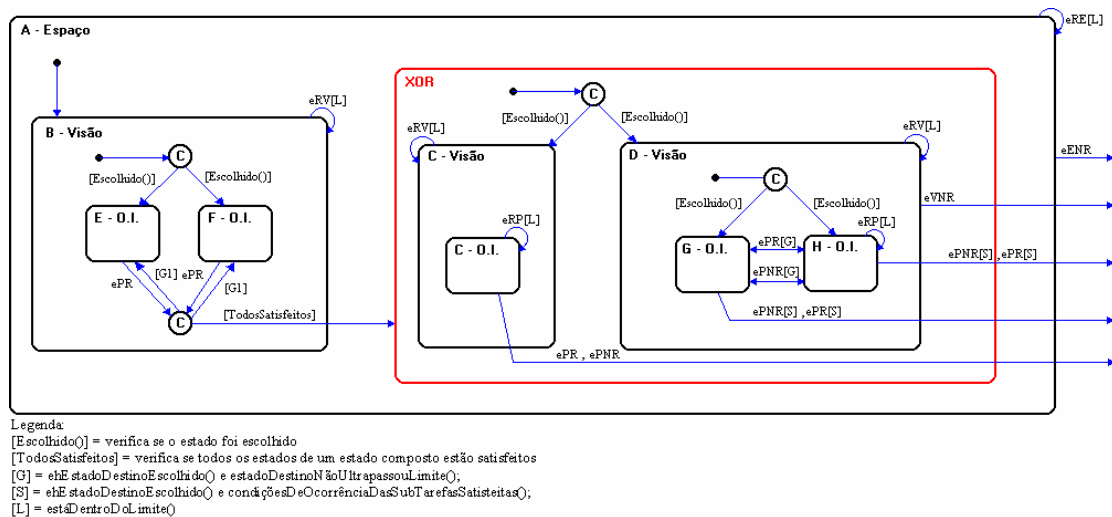 eRE[L]
A - Espaço
XOR
C
[Escolhido()]
[Escolhido()]
eRV[L]
B - Visão
C
[Escolhido()]
[Escolhido()]
E - O.I.
F - O.I.
[G1]
ePR
ePR
[G1]
C
[TodosSatisfeitos]
eRV[L]
C - Visão
eRP[L]
C - O.I.
ePR , ePNR
eRV[L]
D - Visão
C
[Escolhido()]
[Escolhido()]
eRP[L]
G - O.I.
ePR[G]
H - O.I.
ePNR[G]
ePNR[S] ,ePR[S]
eENR
eVNR
ePNR[S] ,ePR[S]
Legenda:
[Escolhido()] = verifica se o estado foi escolhido
[TodosSatisfeitos] = verifica se todos os estados de um estado composto estão satisfeitos
[G] = ehEstadoDestinoEscolhido() e estadoDestinoNãoUltrapassouLimite();
[S] = ehEstadoDestinoEscolhido() e condiçõesDeOcorrênciaDasSubTarefasSatisteitas();
[L] = estáDentroDoLimite()